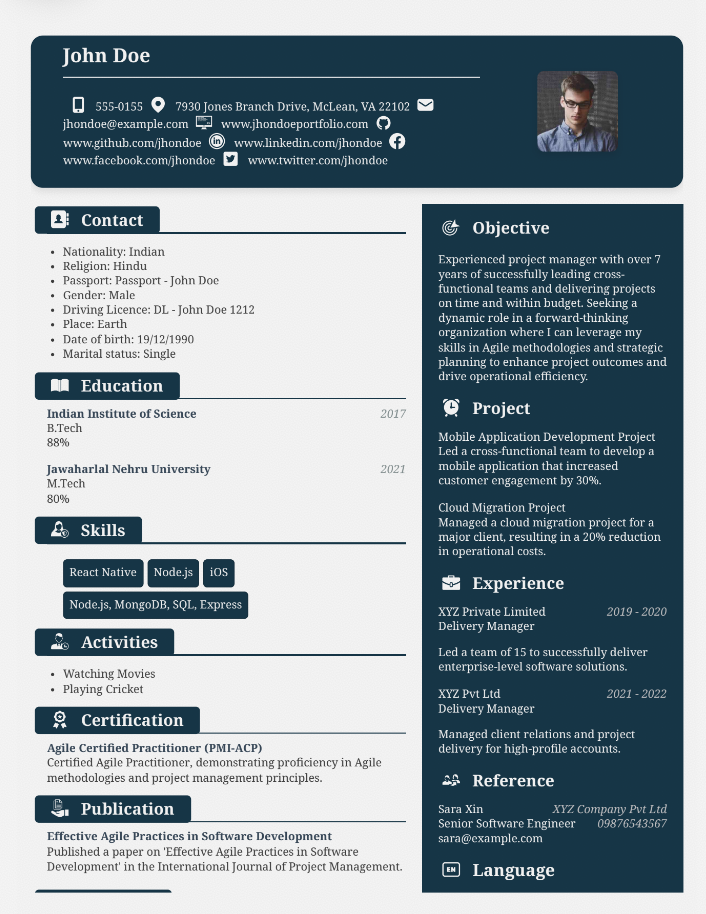 John Doe
555-0155 7930 Jones Branch Drive, McLean, VA 22102
jhondoe@example.com www.jhondoeportfolio.com
www.github.com/jhondoe www.linkedin.com/jhondoe
www.facebook.com/jhondoe www.twitter.com/jhondoe
Contact
• Nationality: Indian
• Religion: Hindu
• Passport: Passport - John Doe
• Gender: Male
• Driving Licence: DL - John Doe 1212
• Place: Earth
• Date of birth: 19/12/1990
• Marital status: Single
Education
Indian Institute of Science 2017
B.Tech
88%
Jawaharlal Nehru University 2021
M.Tech
80%
Skills
React Native Node.js iOS
Node.js, MongoDB, SQL, Express
Activities
• Watching Movies
• Playing Cricket
Certification
Agile Certified Practitioner (PMI-ACP)
Certified Agile Practitioner, demonstrating proficiency in Agile
methodologies and project management principles.
Publication
Effective Agile Practices in Software Development
Published a paper on 'Effective Agile Practices in Software
Development' in the International Journal of Project Management.
Objective
Experienced project manager with over 7
years of successfully leading cross-
functional teams and delivering projects
on time and within budget. Seeking a
dynamic role in a forward-thinking
organization where I can leverage my
skills in Agile methodologies and strategic
planning to enhance project outcomes and
drive operational efficiency.
Project
Mobile Application Development Project
Led a cross-functional team to develop a
mobile application that increased
customer engagement by 30%.
Cloud Migration Project
Managed a cloud migration project for a
major client, resulting in a 20% reduction
in operational costs.
Experience
XYZ Private Limited 2019 - 2020
Delivery Manager
Led a team of 15 to successfully deliver
enterprise-level software solutions.
XYZ Pvt Ltd 2021 - 2022
Delivery Manager
Managed client relations and project
delivery for high-profile accounts.
Reference
Sara Xin XYZ Company Pvt Ltd
Senior Software Engineer 09876543567
sara@example.com
EN Language